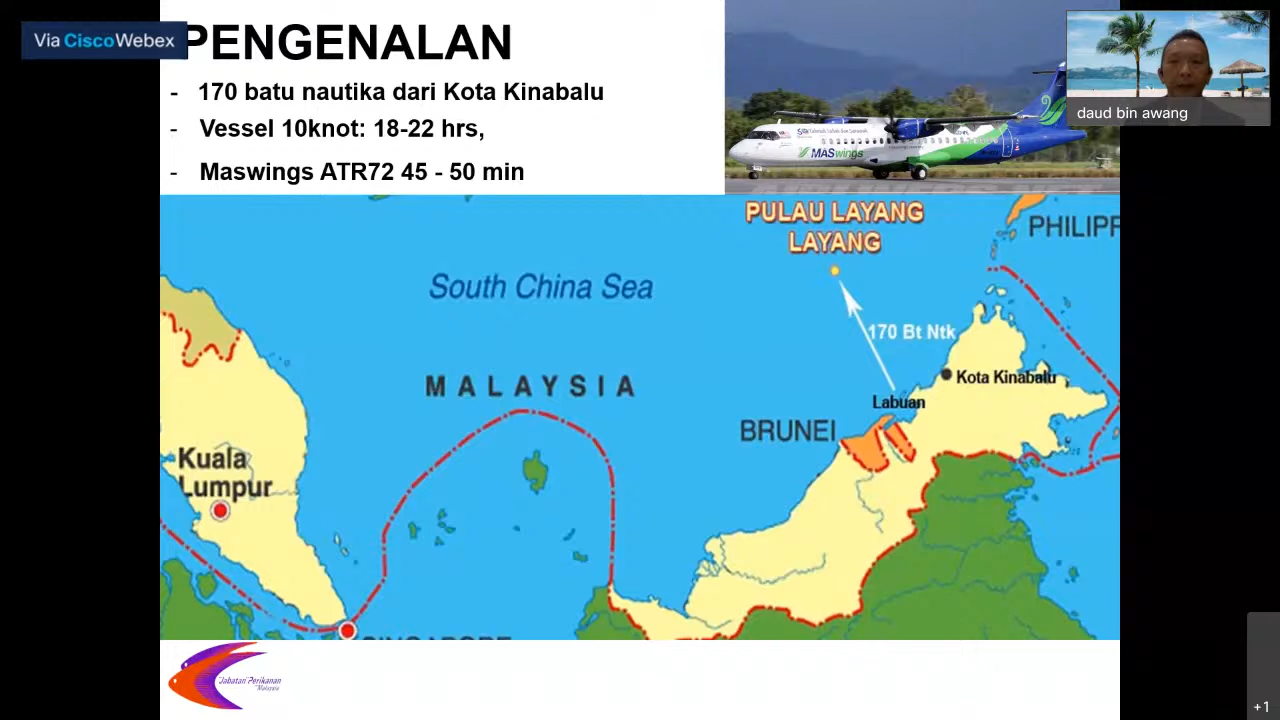 Via CiscoWebex
PENGENALAN
- 170 batu nautika dari Kota Kinabalu
- Vessel 10knot: 18-22 hrs,
- Maswings ATR72 45 - 50 min
MASwings
daud bin awang
PULAU LAYANG
LAYANG
PHILIPP
South China Sea
170 Bt Ntk
MALAYSIA
Kota Kinabalu
Labuan
BRUNEI
Kuala
Lumpur
SINGAPORE
Jabatan Perikanan
Malaysia
+1